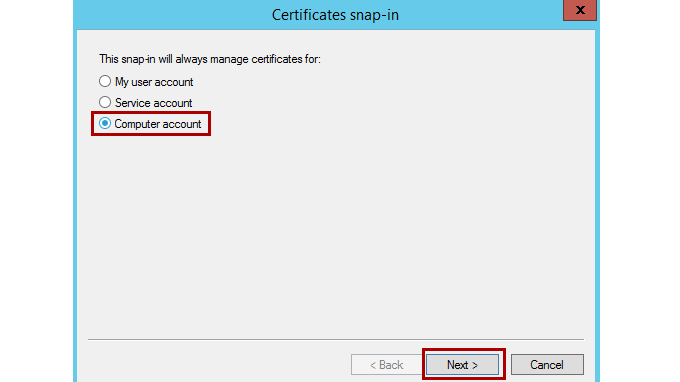 Certificates snap-in
x
This snap-in will always manage certificates for:
My user account
Service account
Computer account
< Back
Next >
Cancel